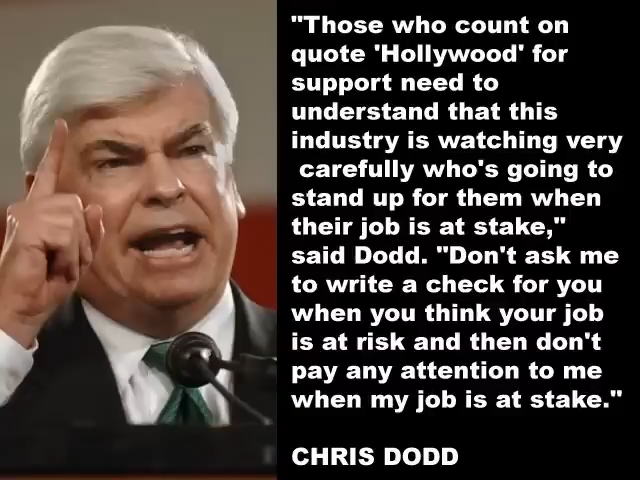 "Those who count on
quote 'Hollywood' for
support need to
understand that this
industry is watching very
carefully who's going to
stand up for them when
their job is at stake,"
said Dodd. "Don't ask me
to write a check for you
when you think your job
is at risk and then don't
pay any attention to me
when my job is at stake."
CHRIS DODD